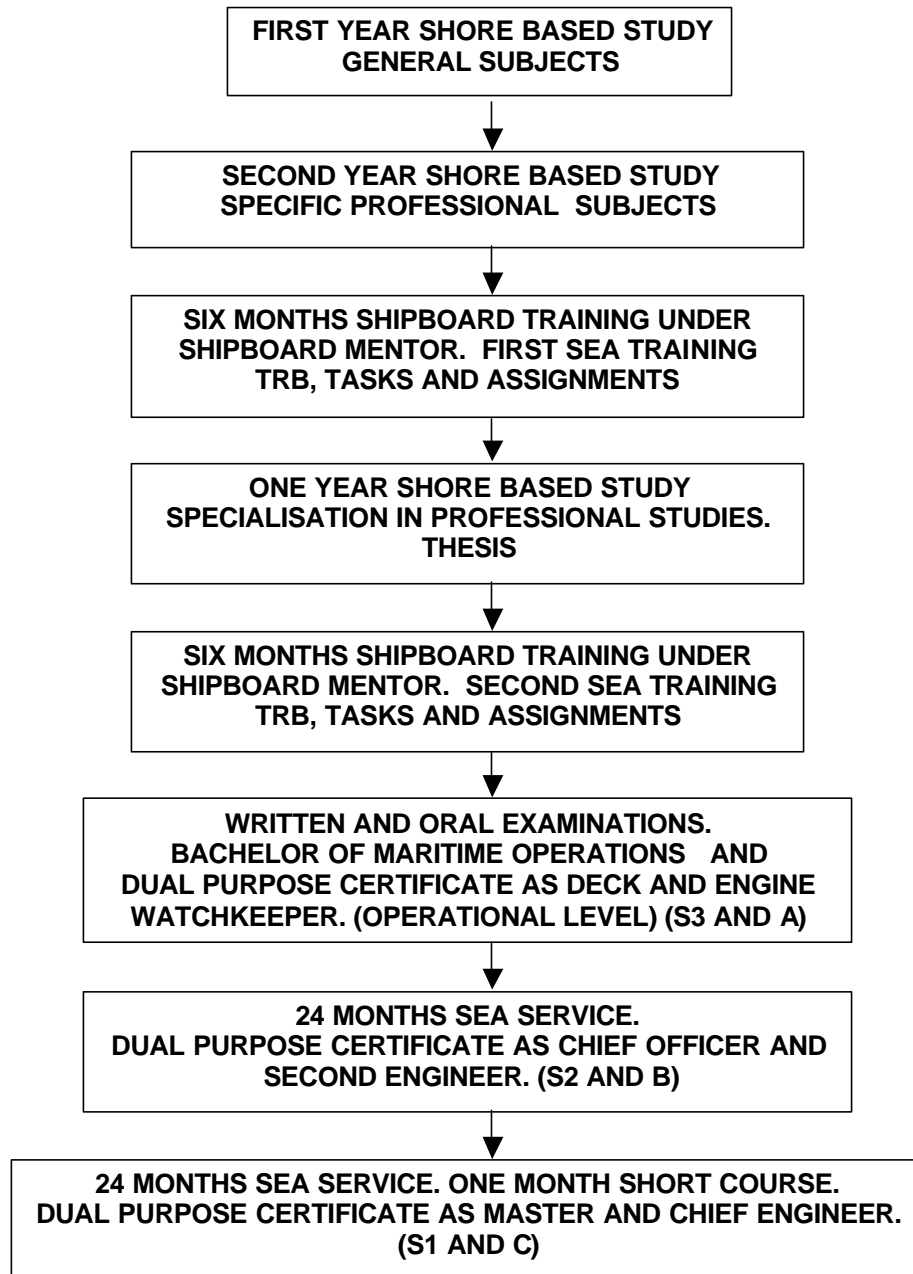 FIRST YEAR SHORE BASED STUDY
GENERAL SUBJECTS
SECOND YEAR SHORE BASED STUDY
SPECIFIC PROFESSIONAL SUBJECTS
SIX MONTHS SHIPBOARD TRAINING UNDER
SHIPBOARD MENTOR. FIRST SEA TRAINING
TRB, TASKS AND ASSIGNMENTS
ONE YEAR SHORE BASED STUDY
SPECIALISATION IN PROFESSIONAL STUDIES.
THESIS
SIX MONTHS SHIPBOARD TRAINING UNDER
SHIPBOARD MENTOR. SECOND SEA TRAINING
TRB, TASKS AND ASSIGNMENTS
WRITTEN AND ORAL EXAMINATIONS.
BACHELOR OF MARITIME OPERATIONS AND
DUAL PURPOSE CERTIFICATE AS DECK AND ENGINE
WATCHKEEPER. (OPERATIONAL LEVEL) (S3 AND A)
24 MONTHS SEA SERVICE.
DUAL PURPOSE CERTIFICATE AS CHIEF OFFICER AND
SECOND ENGINEER. (S2 AND B)
24 MONTHS SEA SERVICE. ONE MONTH SHORT COURSE.
DUAL PURPOSE CERTIFICATE AS MASTER AND CHIEF ENGINEER.
(S1 AND C)